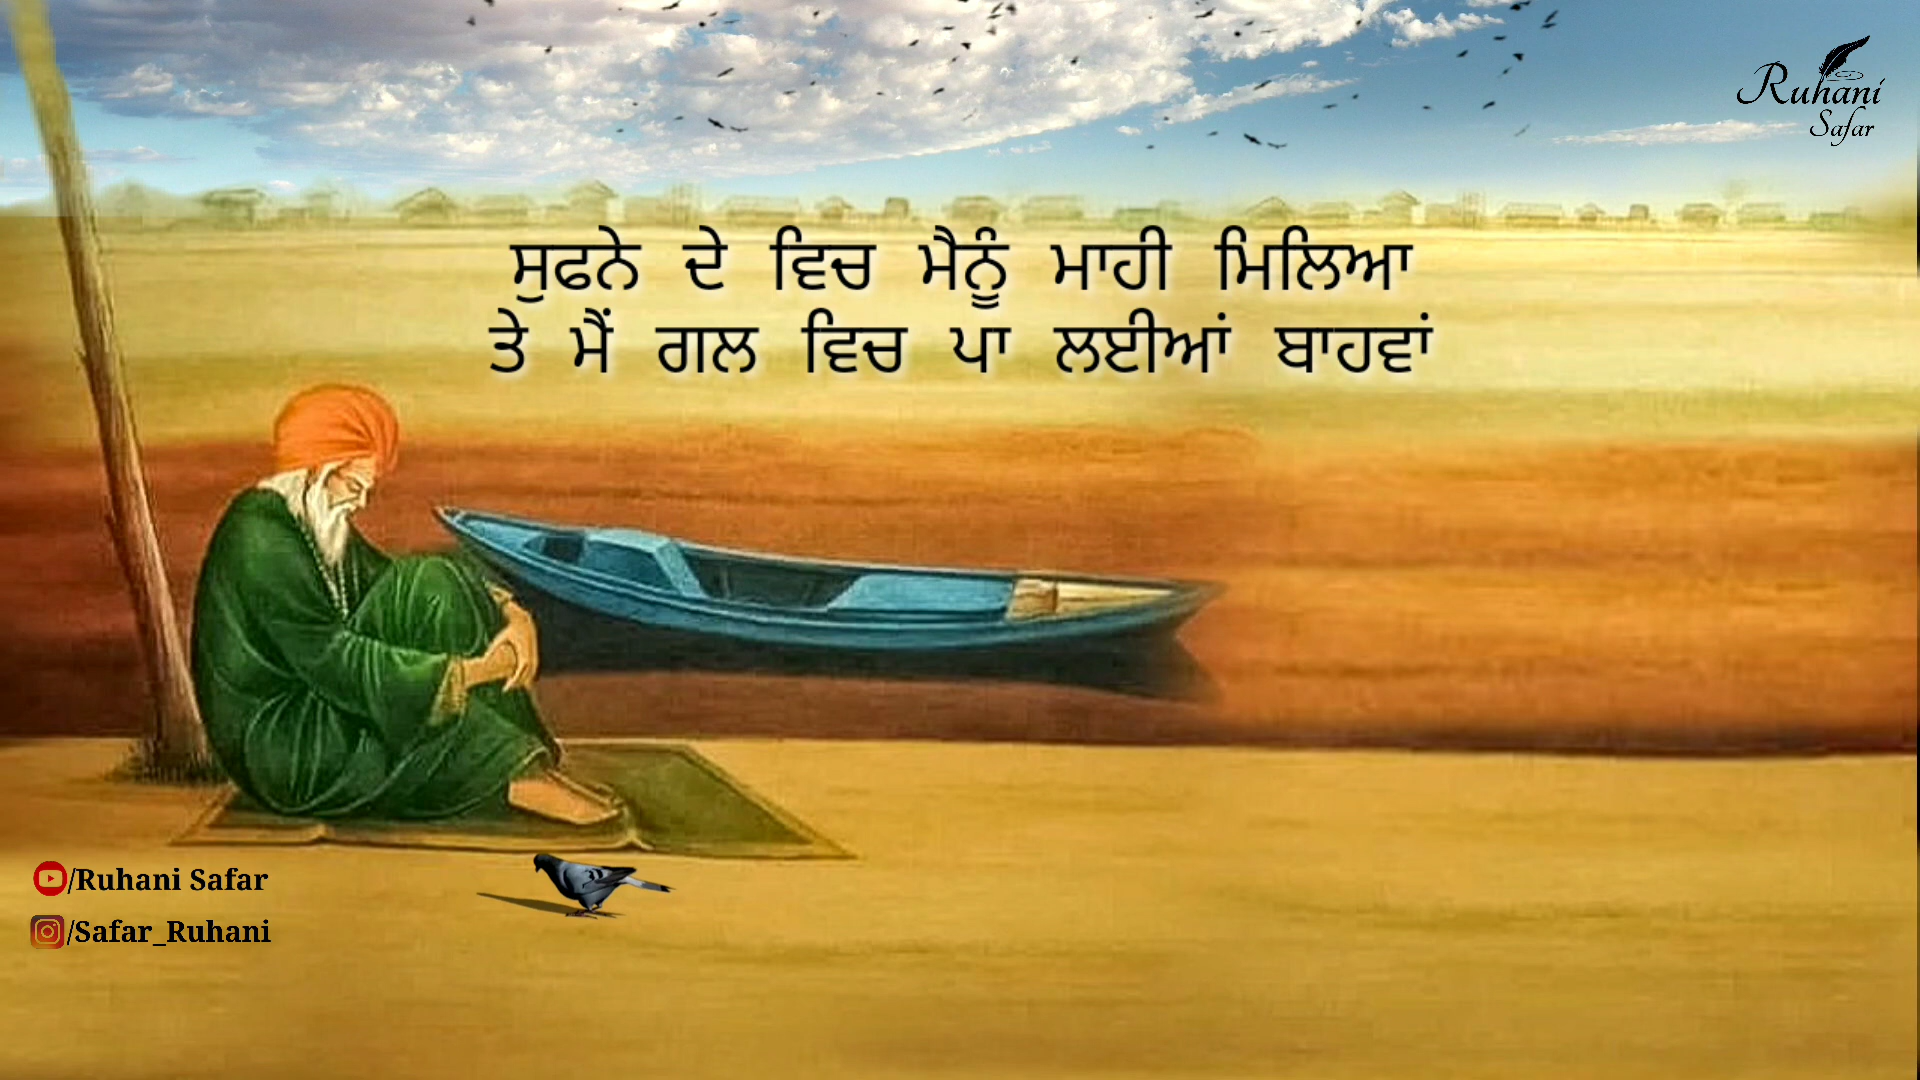 Ruhani
Safar
ਸੁਫਨੇ ਦੇ ਵਿਚ ਮੈਨੂੰ ਮਾਹੀ ਮਿਲਿਆ
ਤੇ ਮੈਂ ਗਲ ਵਿਚ ਪਾ ਲਈਆਂ ਬਾਹਵਾਂ
/Ruhani Safar
/Safar_Ruhani